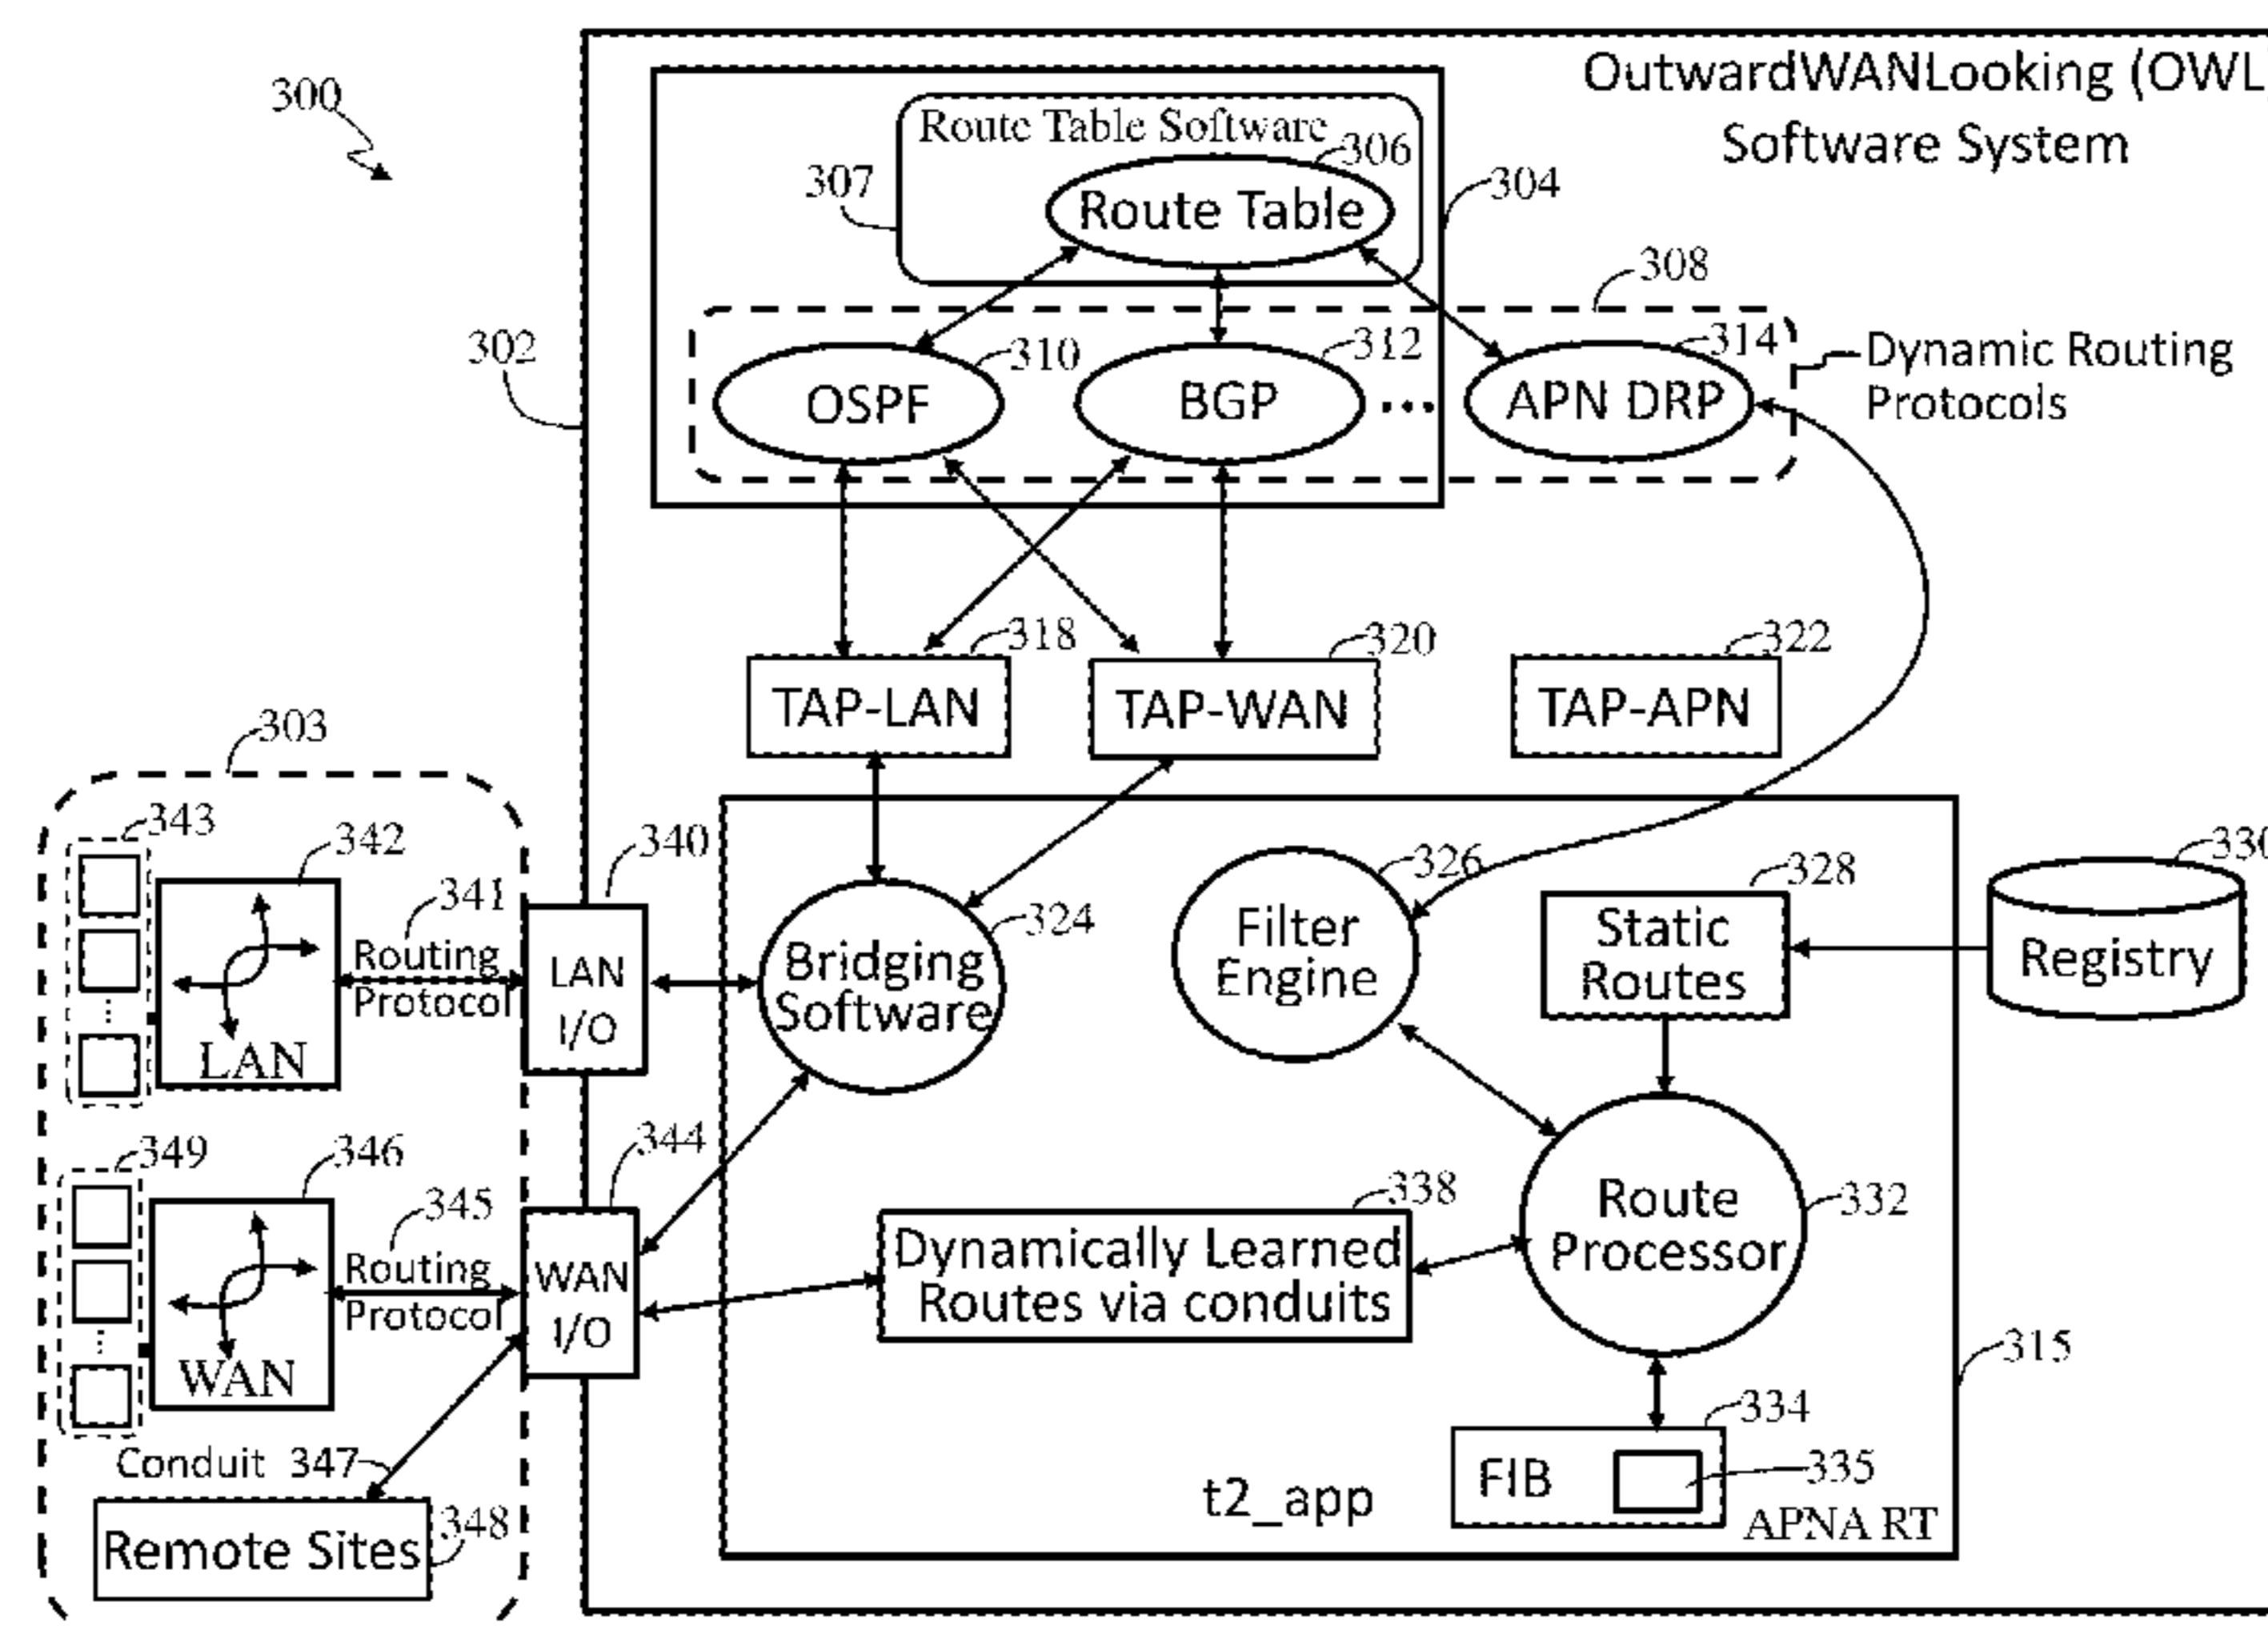 OutwardWANLooking (OWL
Software System
300
Route Table Software
306
307
Route Table
304
308
302
310
312
314
Dynamic Routing
Protocols
OSPF
BGP
...
APN DRP
318
320
322
TAP-LAN
TAP-WAN
TAP-APN
303
343
342
341
340
324
326
328
330
Routing
Protocol
LAN
LAN
I/O
Bridging
Software
Filter
Engine
Static
Routes
Registry
349
346
345
344
338
332
Routing
Protocol
WAN
WAN
I/O
Dynamically Learned
Routes via conduits
Route
Processor
315
334
Conduit 347
FIB
335
t2_app
APNA RT
Remote Sites
348